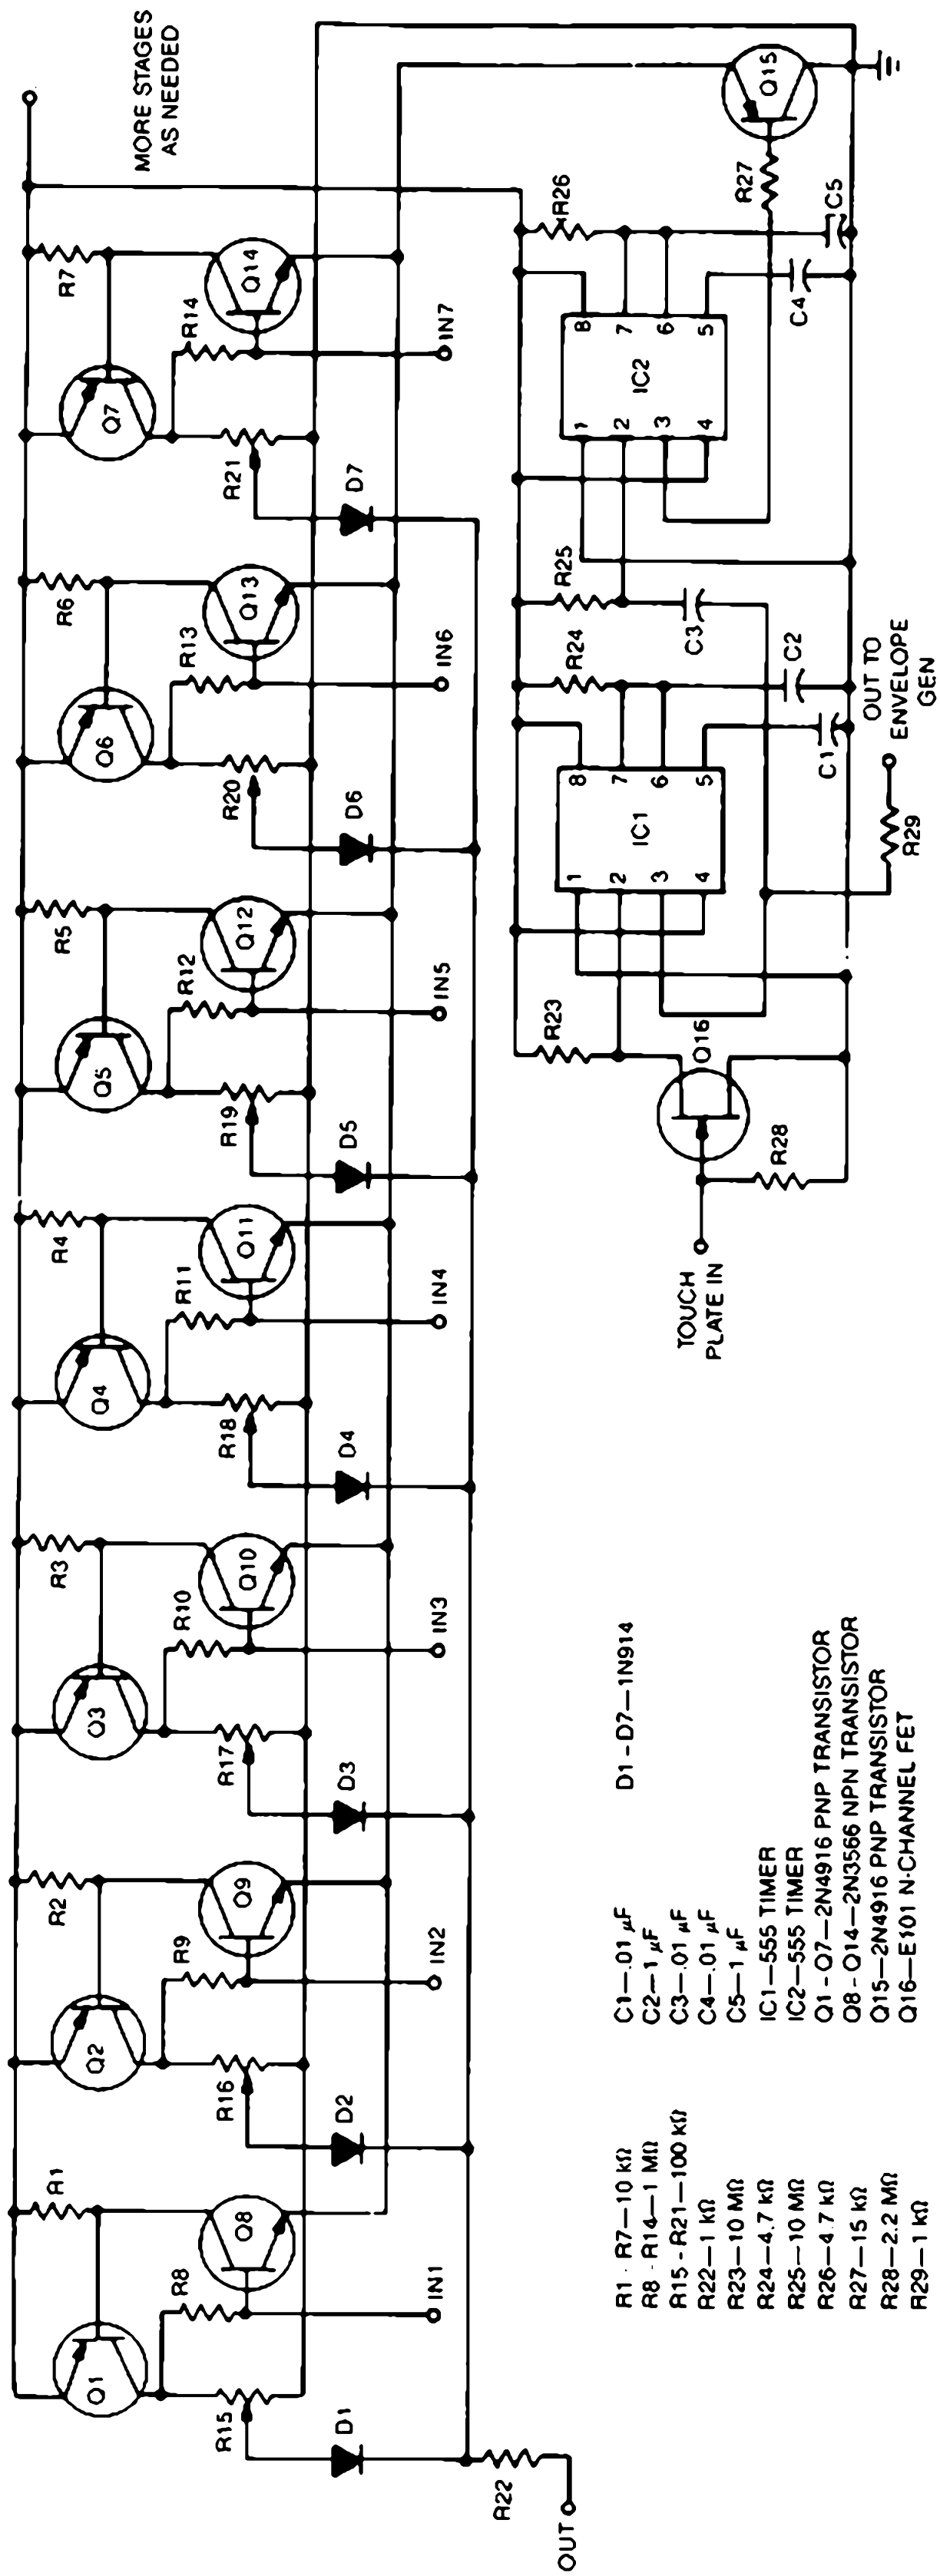 MORE STAGES
AS NEEDED
R1
R2
R3
R4
R5
R6
R7
Q1
Q2
Q3
Q4
Q5
Q6
Q7
R8
R9
R10
R11
R12
R13
R14
Q8
Q9
Q10
Q11
Q12
Q13
Q14
R15
R16
R17
R18
R19
R20
R21
D1
D2
D3
D4
D5
D6
D7
IN1
IN2
IN3
IN4
IN5
IN6
IN7
R22
OUT
TOUCH
PLATE IN
R28
Q16
R23
1
2
3
4
IC1
8
7
6
5
R24
R25
C1
C2
C3
R29
OUT TO
ENVELOPE
GEN
1
2
3
4
IC2
8
7
6
5
R26
C4
C5
R27
Q15
R1 - R7—10 kΩ
R8 - R14—1 MΩ
R15 - R21—100 kΩ
R22—1 kΩ
R23—10 MΩ
R24—4.7 kΩ
R25—10 MΩ
R26—4.7 kΩ
R27—15 kΩ
R28—2.2 MΩ
R29—1 kΩ
C1—.01 µF
C2—1 µF
C3—.01 µF
C4—.01 µF
C5—1 µF
IC1—555 TIMER
IC2—555 TIMER
Q1 - Q7—2N4916 PNP TRANSISTOR
Q8 - Q14—2N3566 NPN TRANSISTOR
Q15—2N4916 PNP TRANSISTOR
Q16—E101 N-CHANNEL FET
D1 - D7—1N914